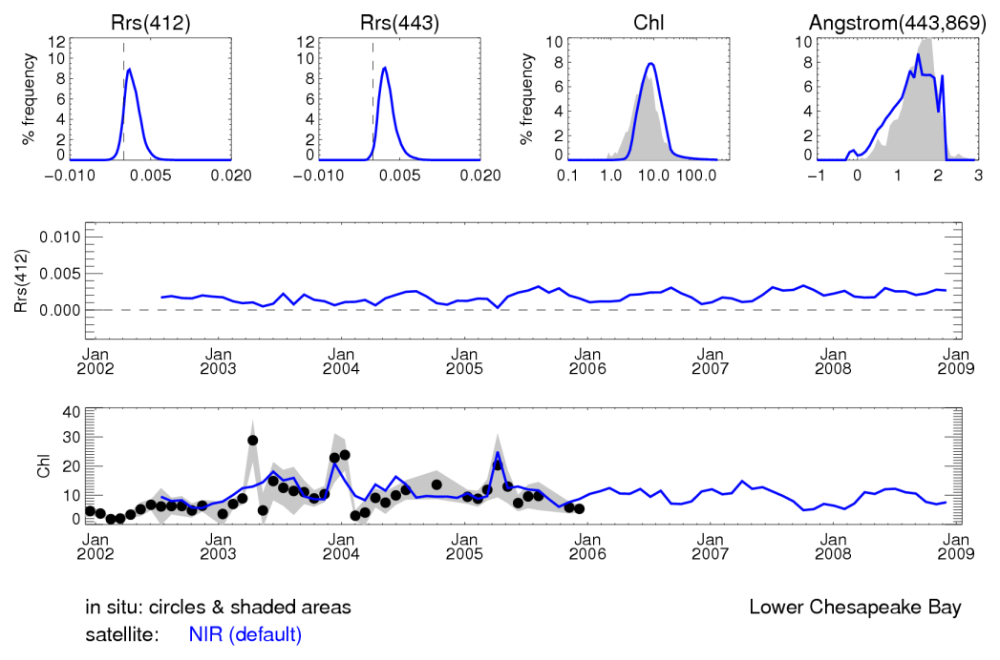 Rrs(412) Rrs(443) Chl Angstrom(443,869)
% frequency
12
10
8
6
4
2
0
−0.010 0.005 0.020
% frequency
12
10
8
6
4
2
0
−0.010 0.005 0.020
% frequency
10
8
6
4
2
0
0.1 1.0 10.0 100.0
10
8
6
4
2
0
−1 0 1 2 3
Rrs(412)
0.010
0.005
0.000
Jan Jan Jan Jan Jan Jan Jan Jan
2002 2003 2004 2005 2006 2007 2008 2009
Chl
40
30
20
10
0
Jan Jan Jan Jan Jan Jan Jan Jan
2002 2003 2004 2005 2006 2007 2008 2009
in situ: circles & shaded areas Lower Chesapeake Bay
satellite: NIR (default)